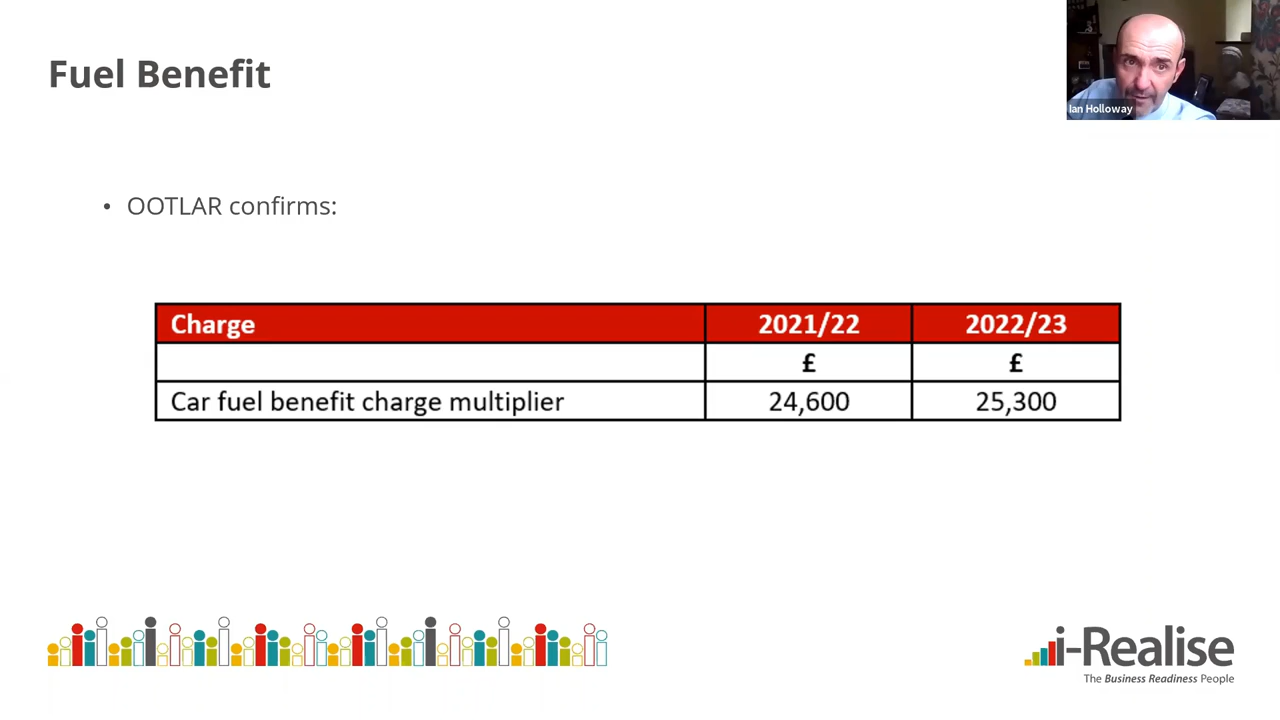 Fuel Benefit
Ian Holloway
• OOTLAR confirms:
Charge 2021/22 2022/23
£ £
Car fuel benefit charge multiplier 24,600 25,300
i-Realise
The Business Readiness People